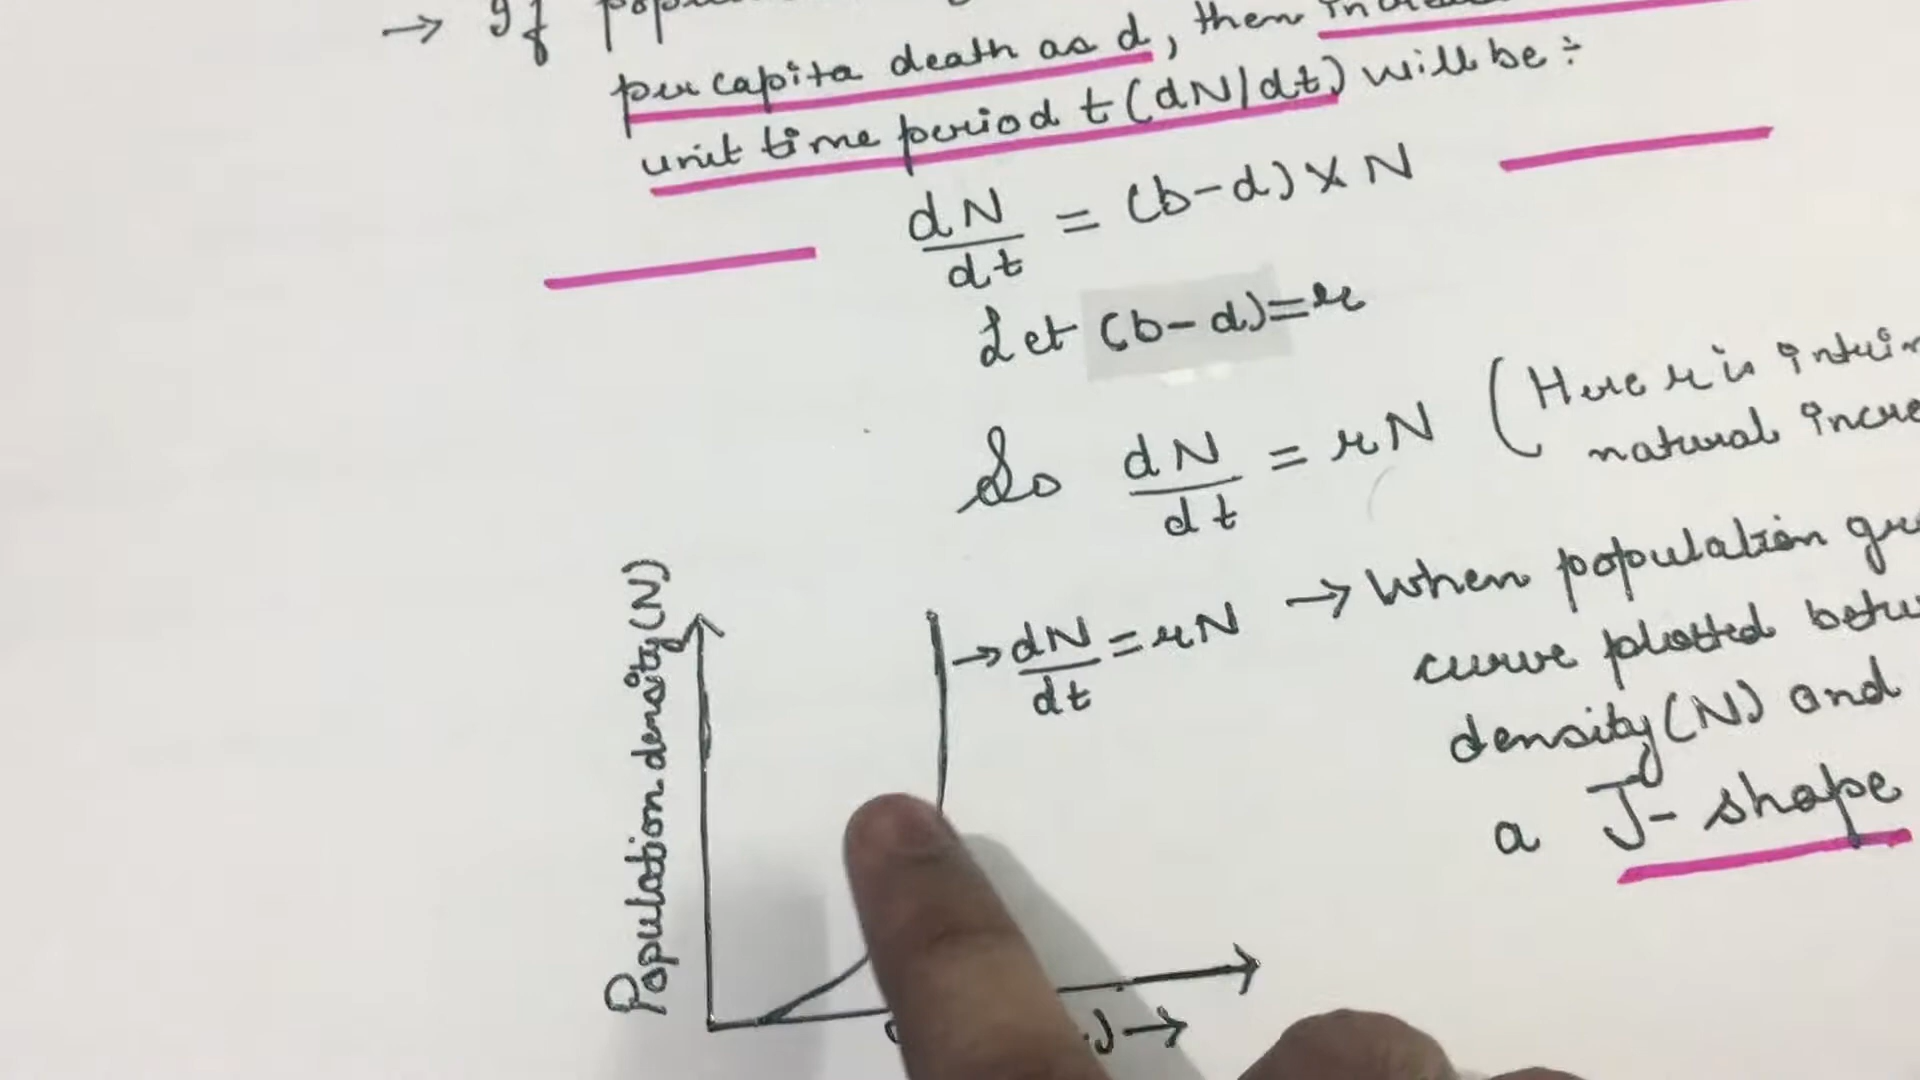 → If
per capita death as d, then
unit time period t (dN/dt) will be ÷
dN/dt = (b-d) × N
Let (b-d) = r
So dN/dt = rN (Here r is
natural
Population density (N)
→ dN/dt = rN
→ When population
curve plotted
density (N) and
a J-shape